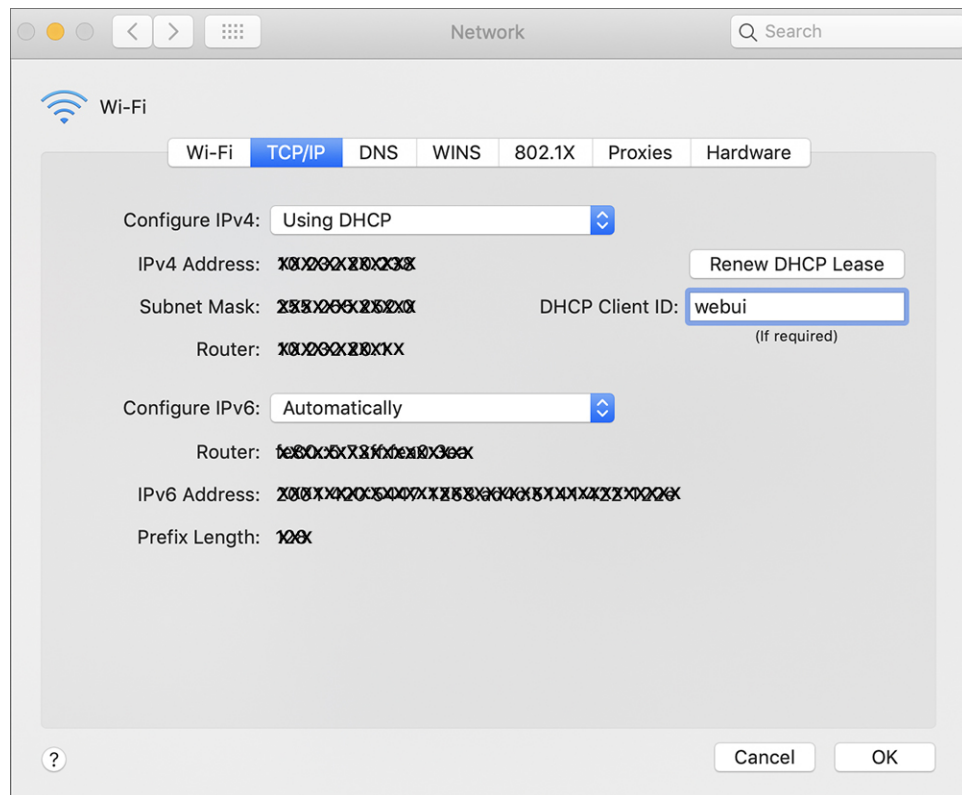 Network
Search
Wi-Fi
Wi-Fi TCP/IP DNS WINS 802.1X Proxies Hardware
Configure IPv4: Using DHCP
IPv4 Address:
Renew DHCP Lease
Subnet Mask:
DHCP Client ID: webui
(If required)
Router:
Configure IPv6: Automatically
Router:
IPv6 Address:
Prefix Length:
? Cancel OK